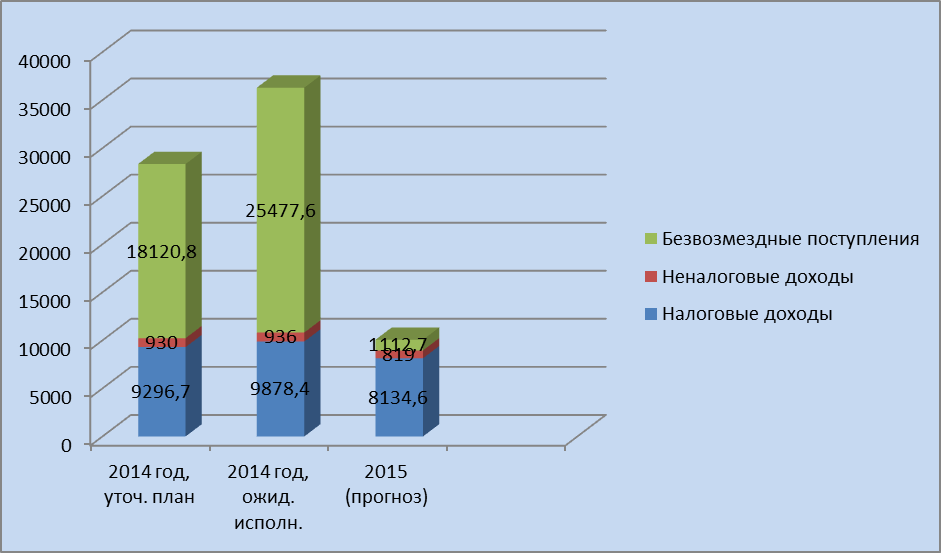 40000
35000
30000
25000
20000
15000
10000
5000
0
18120,8
930
9296,7
25477,6
936
9878,4
1112,7
819
8134,6
2014 год,
уточ. план
2014 год,
ожид.
исполн.
2015
(прогноз)
Безвозмездные поступления
Неналоговые доходы
Налоговые доходы